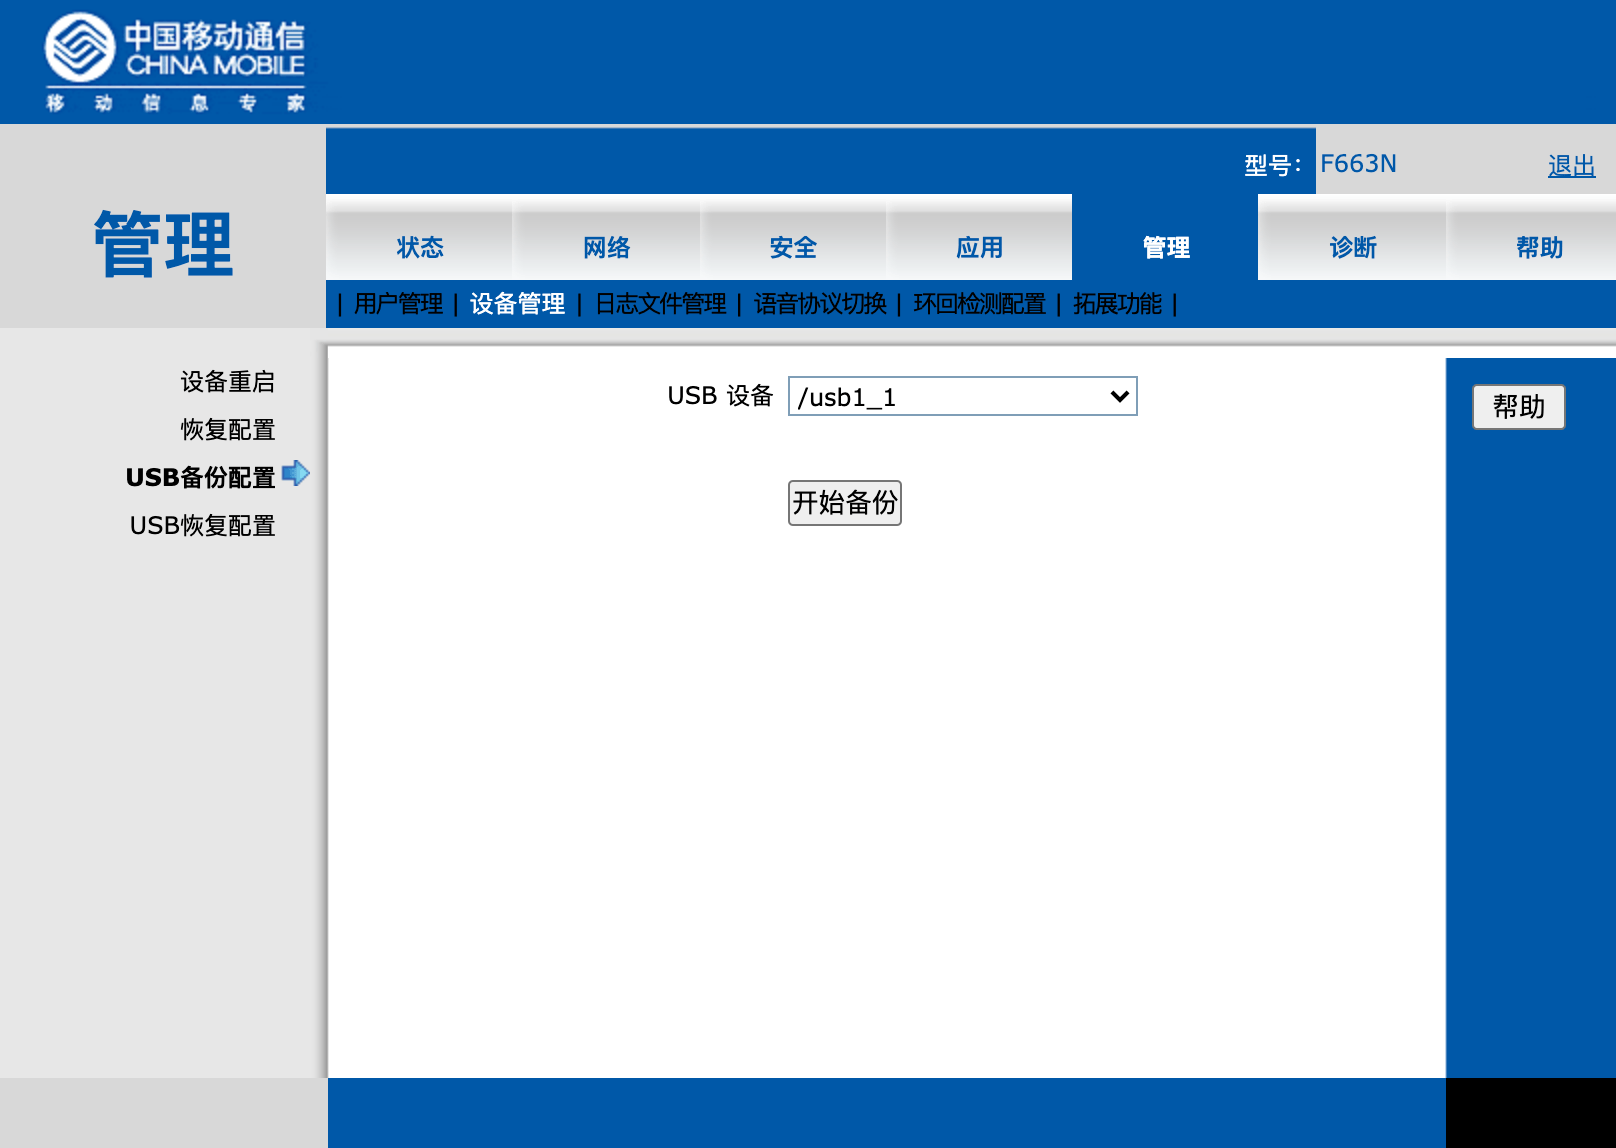 中国移动通信
CHINA MOBILE
移 动 信 息 专 家
型号: F663N 退出
管理
状态 网络 安全 应用 管理 诊断 帮助
| 用户管理 | 设备管理 | 日志文件管理 | 语音协议切换 | 环回检测配置 | 拓展功能 |
设备重启
恢复配置
USB备份配置
USB恢复配置
USB 设备 /usb1_1
开始备份
帮助